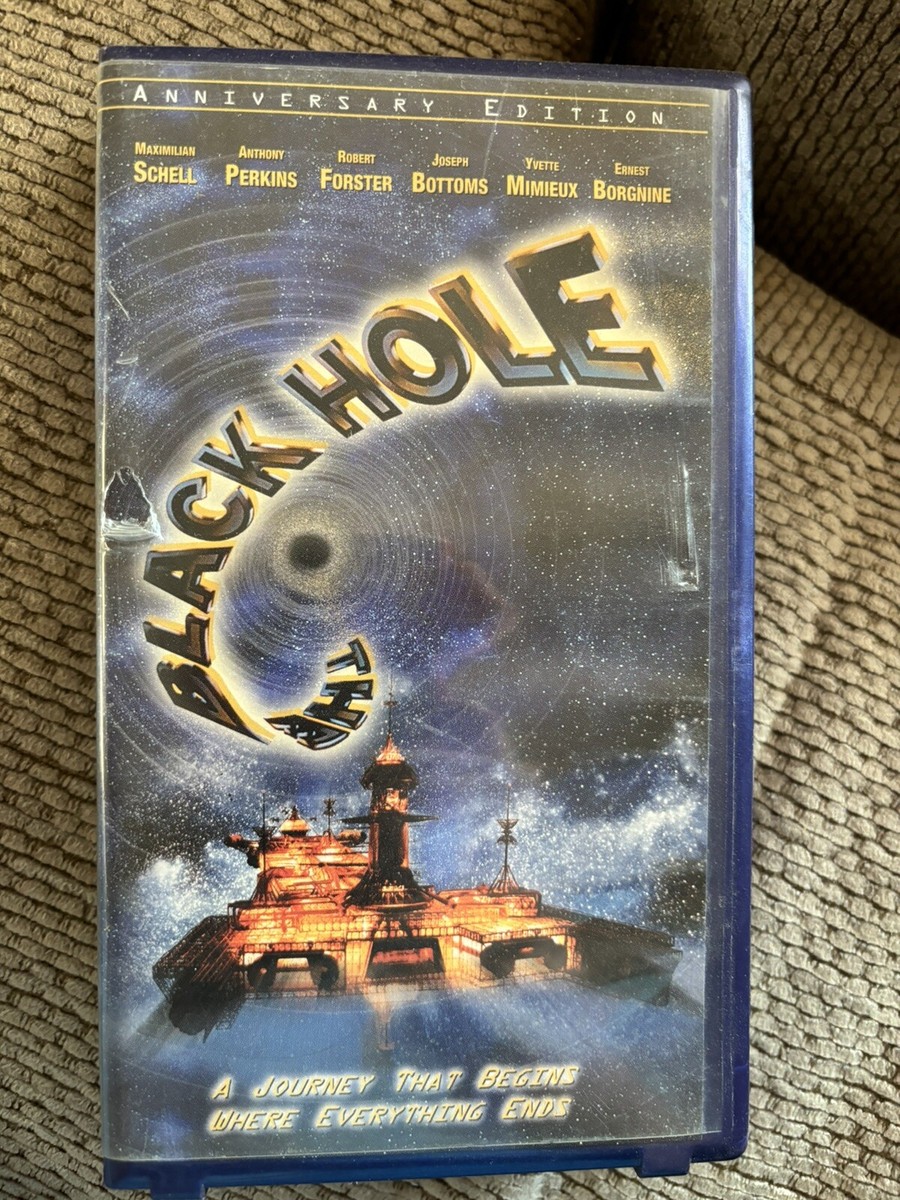 ANNIVERSARY EDITION
MAXIMILIAN SCHELL
ANTHONY PERKINS
ROBERT FORSTER
JOSEPH BOTTOMS
YVETTE MIMIEUX
ERNEST BORGNINE
THE
BLACK HOLE
A JOURNEY THAT BEGINS
WHERE EVERYTHING ENDS